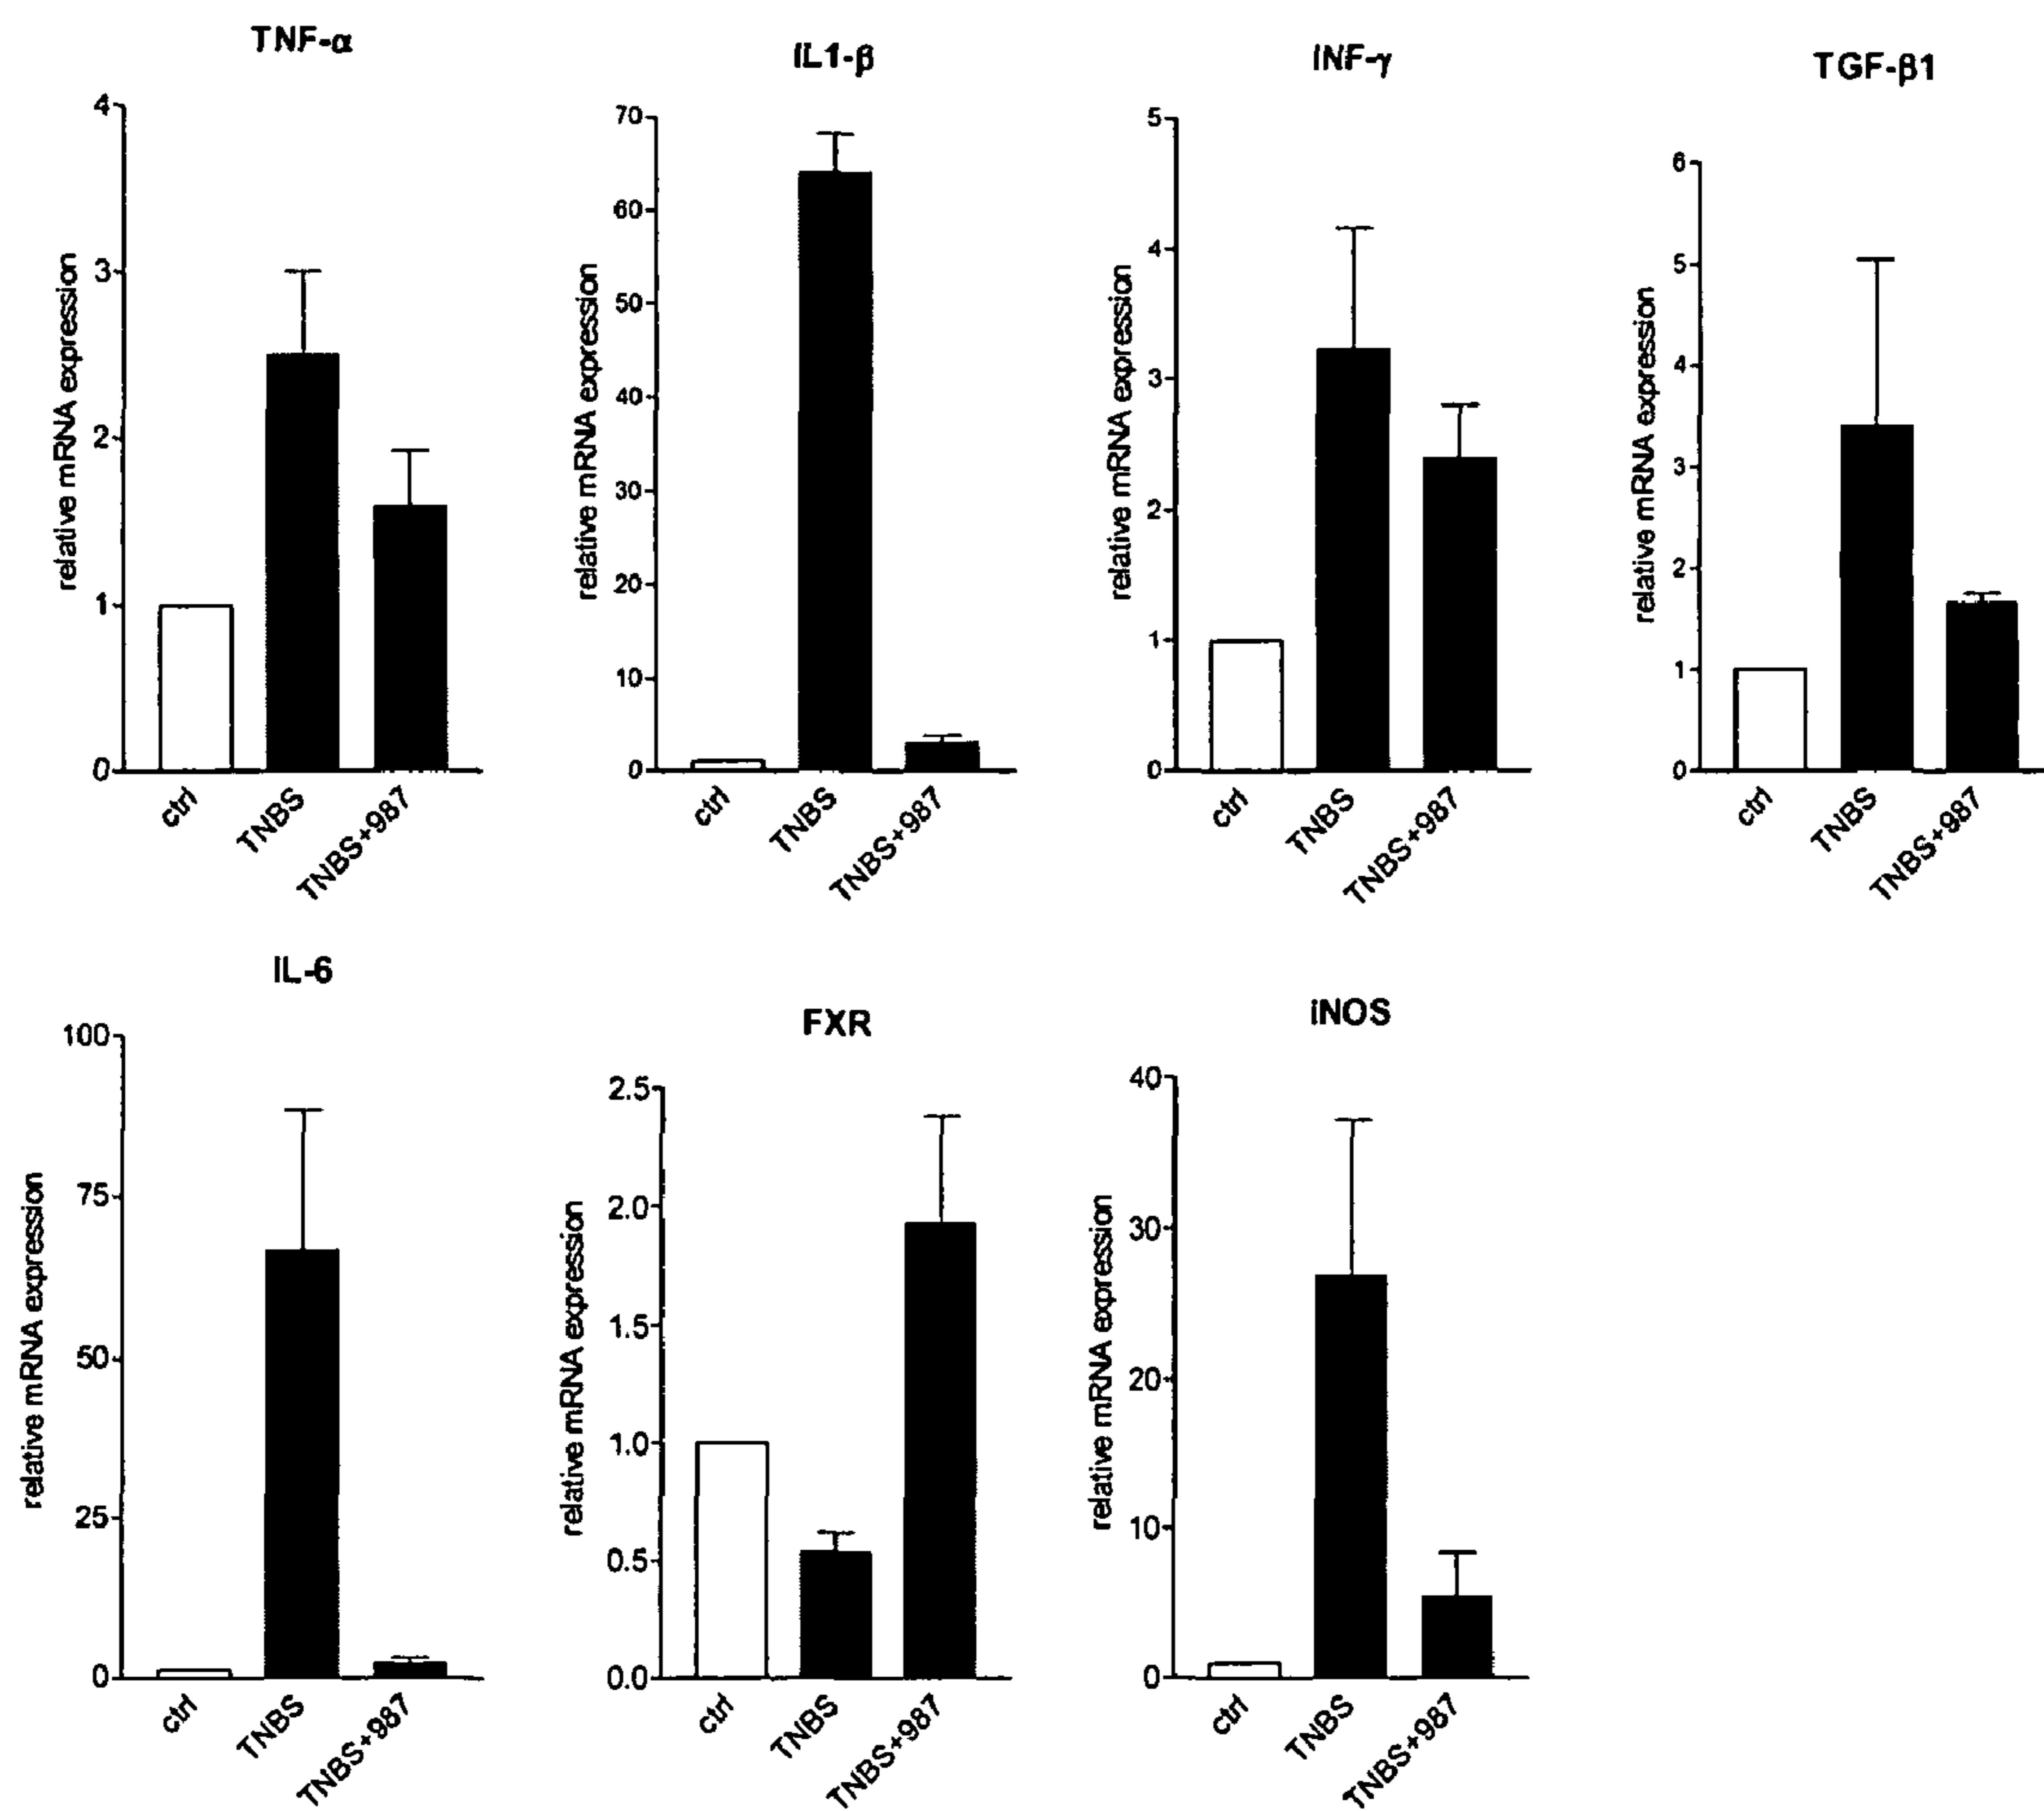 TNF-α
relative mRNA expression
4
3
2
1
0
ctrl
TNBS
TNBS+987
IL1-β
relative mRNA expression
70
60
50
40
30
20
10
0
ctrl
TNBS
TNBS+987
INF-γ
relative mRNA expression
5
4
3
2
1
0
ctrl
TNBS
TNBS+987
TGF-β1
relative mRNA expression
6
5
4
3
2
1
0
ctrl
TNBS
TNBS+987
IL-6
relative mRNA expression
100
75
50
25
0
ctrl
TNBS
TNBS+987
FXR
relative mRNA expression
2.5
2.0
1.5
1.0
0.5
0.0
ctrl
TNBS
TNBS+987
iNOS
relative mRNA expression
40
30
20
10
0
ctrl
TNBS
TNBS+987